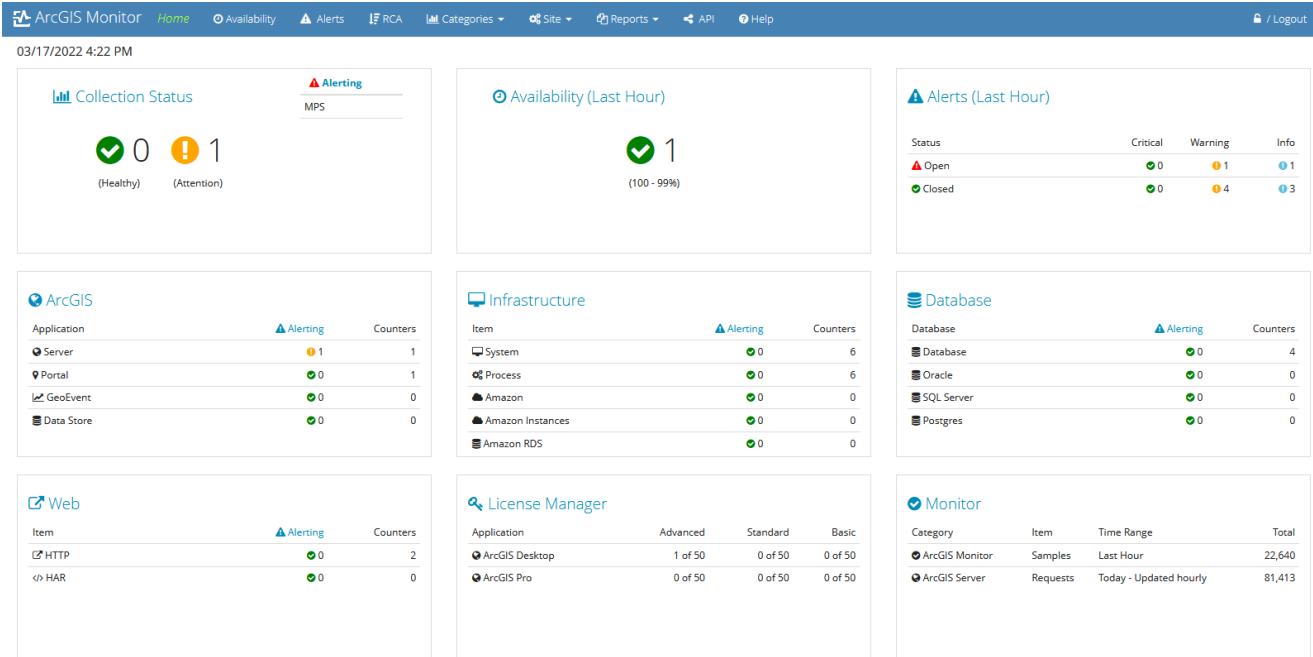 ArcGIS Monitor Home Availability Alerts RCA Categories Site Reports API Help / Logout
03/17/2022 4:22 PM
Collection Status
Alerting
MPS
0 1
(Healthy) (Attention)
Availability (Last Hour)
1
(100 - 99%)
Alerts (Last Hour)
Status Critical Warning Info
Open 0 1 1
Closed 0 4 3
ArcGIS
Application Alerting Counters
Server 1 1
Portal 0 1
GeoEvent 0 0
Data Store 0 0
Infrastructure
Item Alerting Counters
System 0 6
Process 0 6
Amazon 0 0
Amazon Instances 0 0
Amazon RDS 0 0
Database
Database Alerting Counters
Database 0 4
Oracle 0 0
SQL Server 0 0
Postgres 0 0
Web
Item Alerting Counters
HTTP 0 2
HAR 0 0
License Manager
Application Advanced Standard Basic
ArcGIS Desktop 1 of 50 0 of 50 0 of 50
ArcGIS Pro 0 of 50 0 of 50 0 of 50
Monitor
Category Item Time Range Total
ArcGIS Monitor Samples Last Hour 22,640
ArcGIS Server Requests Today - Updated hourly 81,413